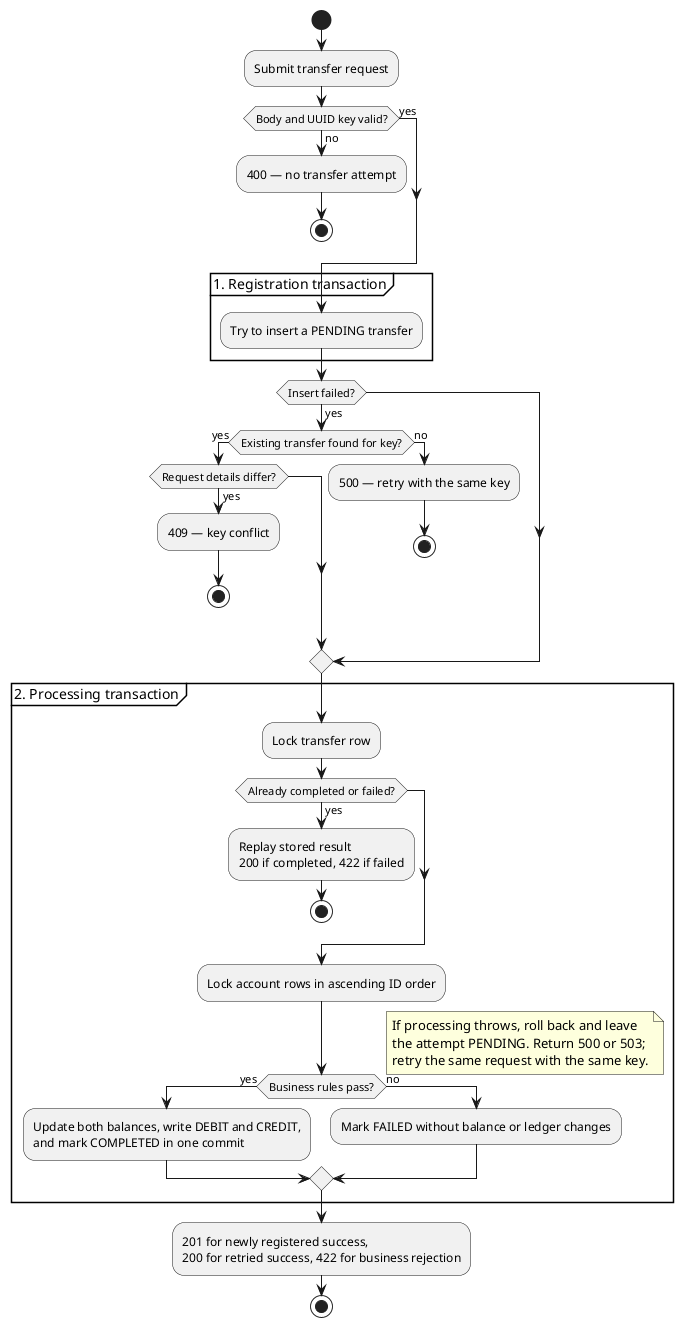 Submit transfer request
Body and UUID key valid?
yes
no
400 — no transfer attempt
1. Registration transaction
Try to insert a PENDING transfer
Insert failed?
yes
yes
Existing transfer found for key?
no
Request details differ?
500 — retry with the same key
yes
409 — key conflict
2. Processing transaction
Lock transfer row
Already completed or failed?
yes
Replay stored result
200 if completed, 422 if failed
Lock account rows in ascending ID order
If processing throws, roll back and leave
the attempt PENDING. Return 500 or 503;
retry the same request with the same key.
yes
Business rules pass?
no
Update both balances, write DEBIT and CREDIT,
and mark COMPLETED in one commit
Mark FAILED without balance or ledger changes
201 for newly registered success,
200 for retried success, 422 for business rejection